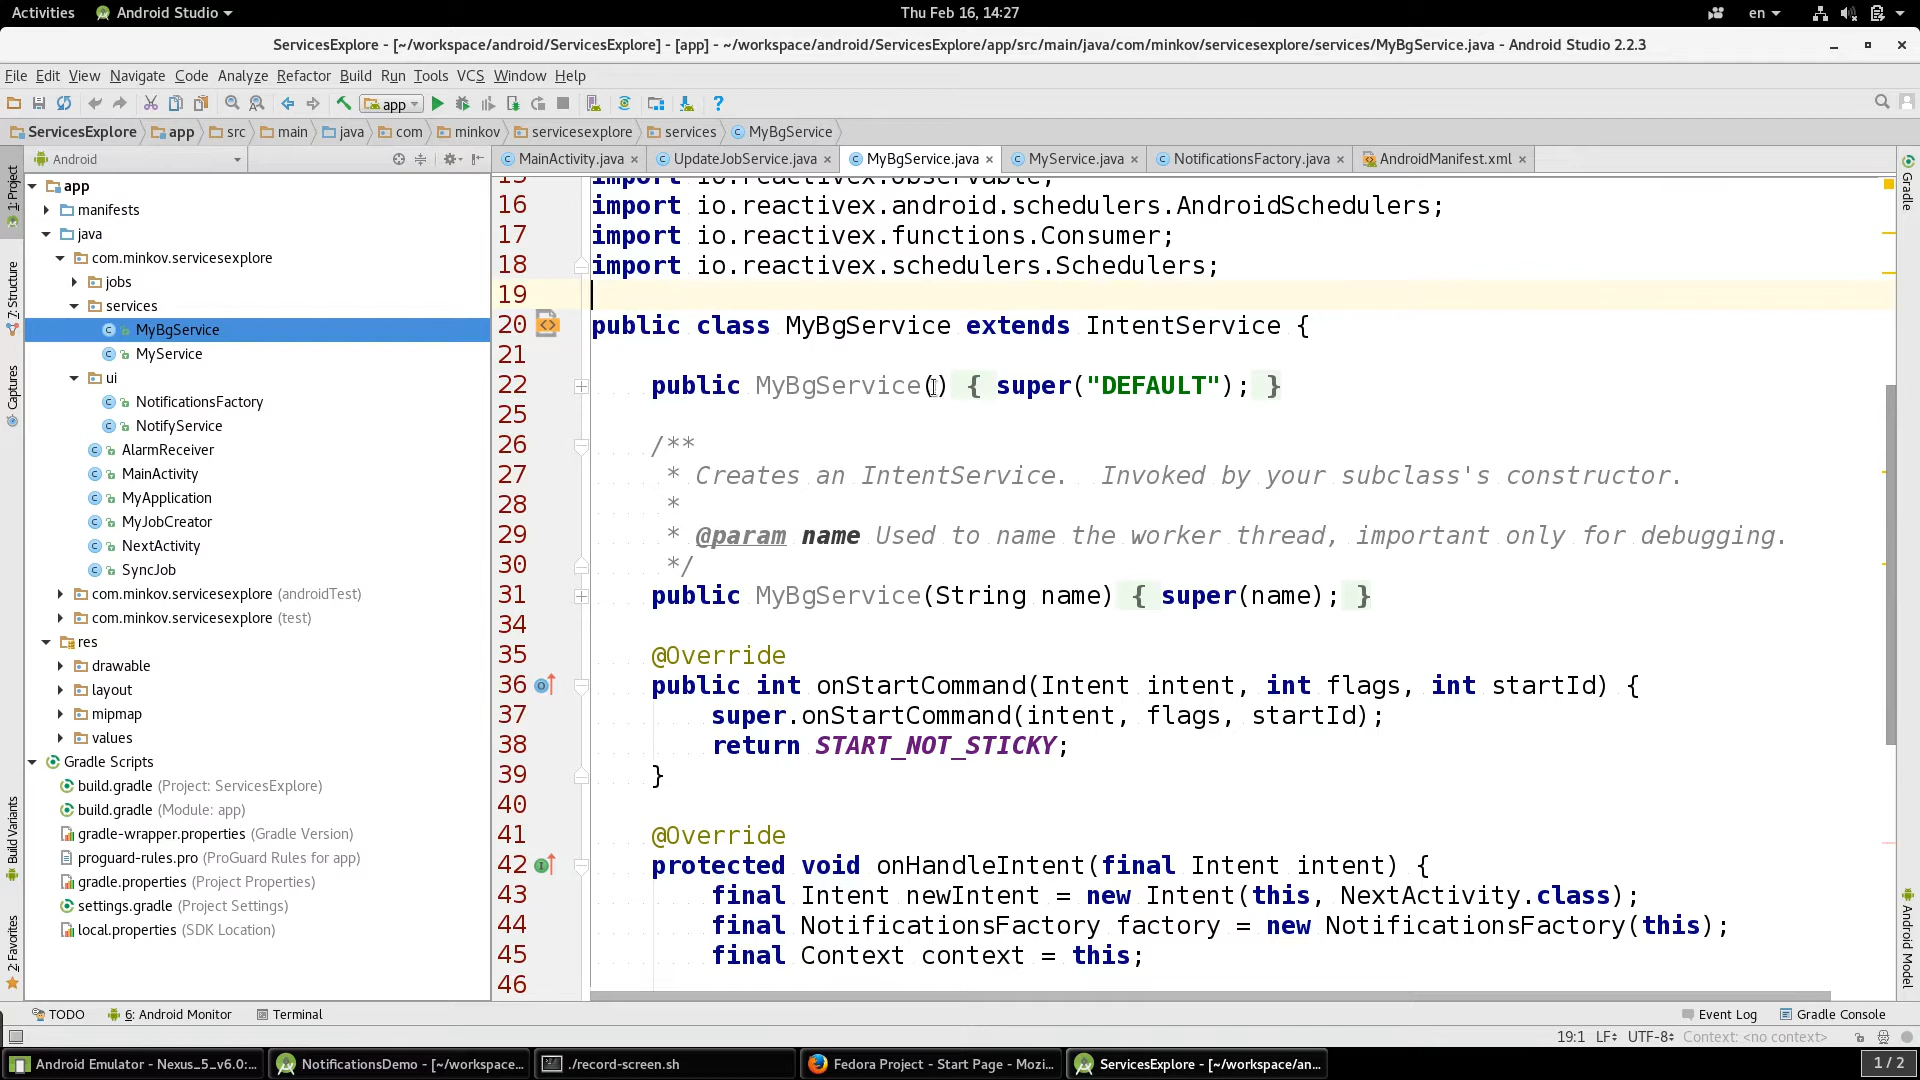 Activities Android Studio Thu Feb 16, 14:27 en
ServicesExplore - [~/workspace/android/ServicesExplore] - [app] - ~/workspace/android/ServicesExplore/app/src/main/java/com/minkov/servicesexplore/services/MyBgService.java - Android Studio 2.2.3
File Edit View Navigate Code Analyze Refactor Build Run Tools VCS Window Help
app
ServicesExplore app src main java com minkov servicesexplore services MyBgService
Android
MainActivity.java UpdateJobService.java MyBgService.java MyService.java NotificationsFactory.java AndroidManifest.xml
1: Project
7: Structure
Captures
Build Variants
2: Favorites
app
manifests
java
com.minkov.servicesexplore
jobs
services
MyBgService
MyService
ui
NotificationsFactory
NotifyService
AlarmReceiver
MainActivity
MyApplication
MyJobCreator
NextActivity
SyncJob
com.minkov.servicesexplore (androidTest)
com.minkov.servicesexplore (test)
res
drawable
layout
mipmap
values
Gradle Scripts
build.gradle (Project: ServicesExplore)
build.gradle (Module: app)
gradle-wrapper.properties (Gradle Version)
proguard-rules.pro (ProGuard Rules for app)
gradle.properties (Project Properties)
settings.gradle (Project Settings)
local.properties (SDK Location)
15 import io.reactivex.Observable;
16 import io.reactivex.android.schedulers.AndroidSchedulers;
17 import io.reactivex.functions.Consumer;
18 import io.reactivex.schedulers.Schedulers;
19
20 public class MyBgService extends IntentService {
21
22 public MyBgService() { super("DEFAULT"); }
25
26 /**
27 * Creates an IntentService.  Invoked by your subclass's constructor.
28 *
29 * @param name Used to name the worker thread, important only for debugging.
30 */
31 public MyBgService(String name) { super(name); }
34
35 @Override
36 public int onStartCommand(Intent intent, int flags, int startId) {
37 super.onStartCommand(intent, flags, startId);
38 return START_NOT_STICKY;
39 }
40
41 @Override
42 protected void onHandleIntent(final Intent intent) {
43 final Intent newIntent = new Intent(this, NextActivity.class);
44 final NotificationsFactory factory = new NotificationsFactory(this);
45 final Context context = this;
46
Gradle
Android Model
TODO 6: Android Monitor Terminal Event Log Gradle Console
19:1 LF UTF-8 Context: <no context>
Android Emulator - Nexus_5_v6.0:... NotificationsDemo - [~/workspace... ./record-screen.sh Fedora Project - Start Page - Mozi... ServicesExplore - [~/workspace/an... 1 / 2